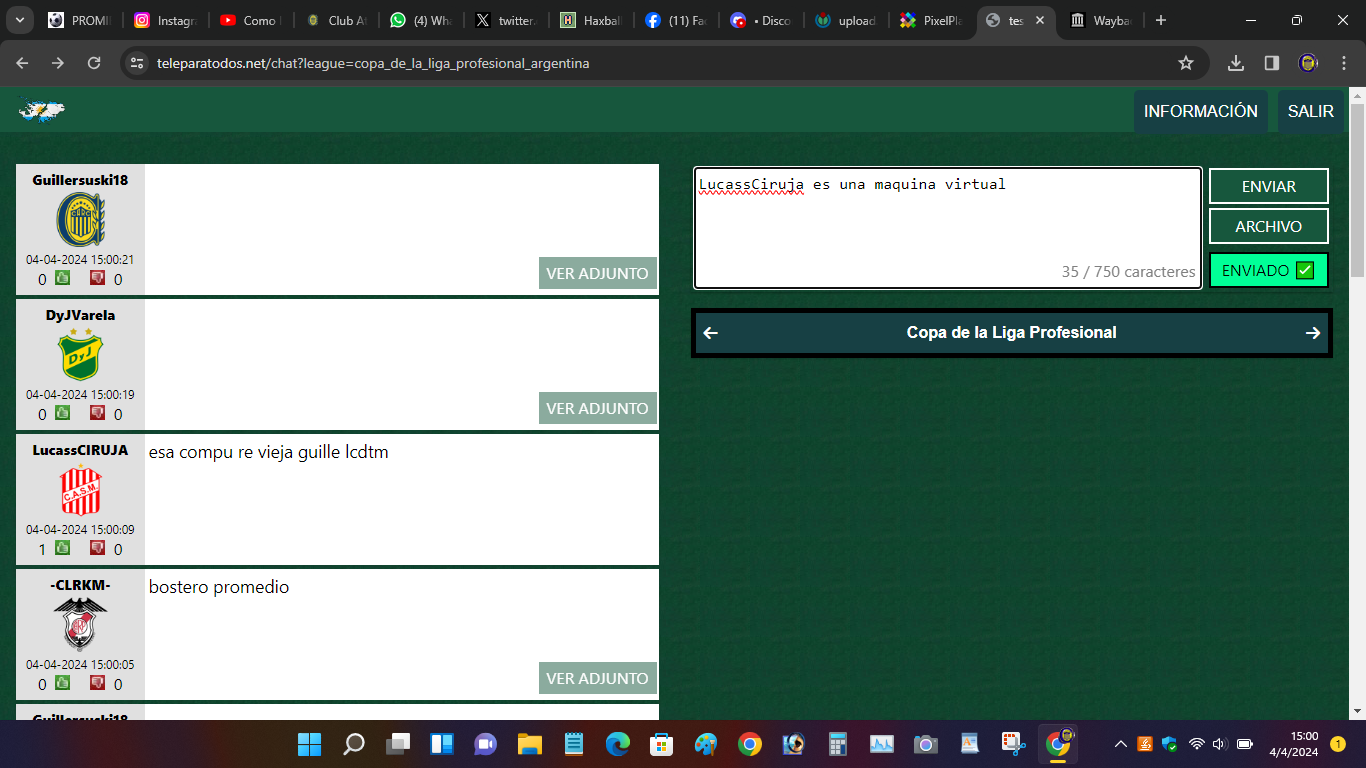 PROMI
Instagr
Como
Club At
(4) Wha
twitter.
Haxball
(11) Fac
• Disco
upload
PixelPla
tes
Wayba
teleparatodos.net/chat?league=copa_de_la_liga_profesional_argentina
INFORMACIÓN
SALIR
Guillersuski18
04-04-2024 15:00:21
0 0
VER ADJUNTO
DyJVarela
DyJ
04-04-2024 15:00:19
0 0
VER ADJUNTO
LucassCIRUJA
esa compu re vieja guille lcdtm
C.A.S.M.
04-04-2024 15:00:09
1 0
-CLRKM-
bostero promedio
04-04-2024 15:00:05
0 0
VER ADJUNTO
Guillersuski18
LucassCiruja es una maquina virtual
35 / 750 caracteres
ENVIAR
ARCHIVO
ENVIADO
Copa de la Liga Profesional
15:00
4/4/2024
1